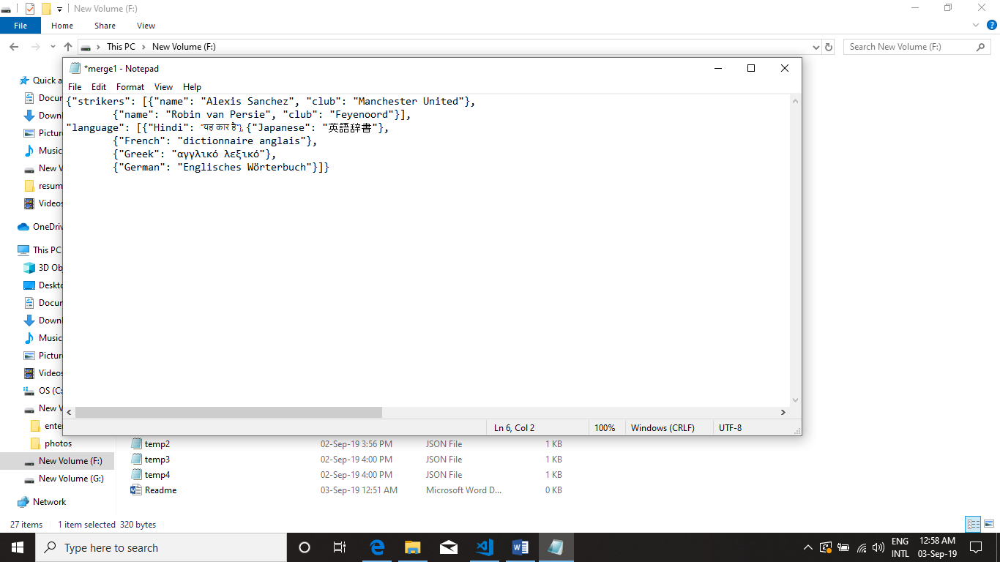 New Volume (F:)
File Home Share View
This PC New Volume (F:)
Search New Volume (F:)
*merge1 - Notepad
File Edit Format View Help
{"strikers": [{"name": "Alexis Sanchez", "club": "Manchester United"},
{"name": "Robin van Persie", "club": "Feyenoord"}],
"language": [{"Hindi": "यह कार है"}, {"Japanese": "英語辞書"},
{"French": "dictionnaire anglais"},
{"Greek": "αγγλικό λεξικό"},
{"German": "Englisches Wörterbuch"}]}
Ln 6, Col 2 100% Windows (CRLF) UTF-8
Quick a
Docur
Downl
Picture
Music
New V
resum
Videos
OneDriv
This PC
3D Obj
Deskto
Docur
Downl
Music
Picture
Videos
OS (C:
New V
enter
photos
New Volume (F:)
New Volume (G:)
Network
temp2 02-Sep-19 3:56 PM JSON File 1 KB
temp3 02-Sep-19 4:00 PM JSON File 1 KB
temp4 02-Sep-19 4:00 PM JSON File 1 KB
Readme 03-Sep-19 12:51 AM Microsoft Word D... 0 KB
27 items 1 item selected 320 bytes
Type here to search
ENG 12:58 AM
INTL 03-Sep-19